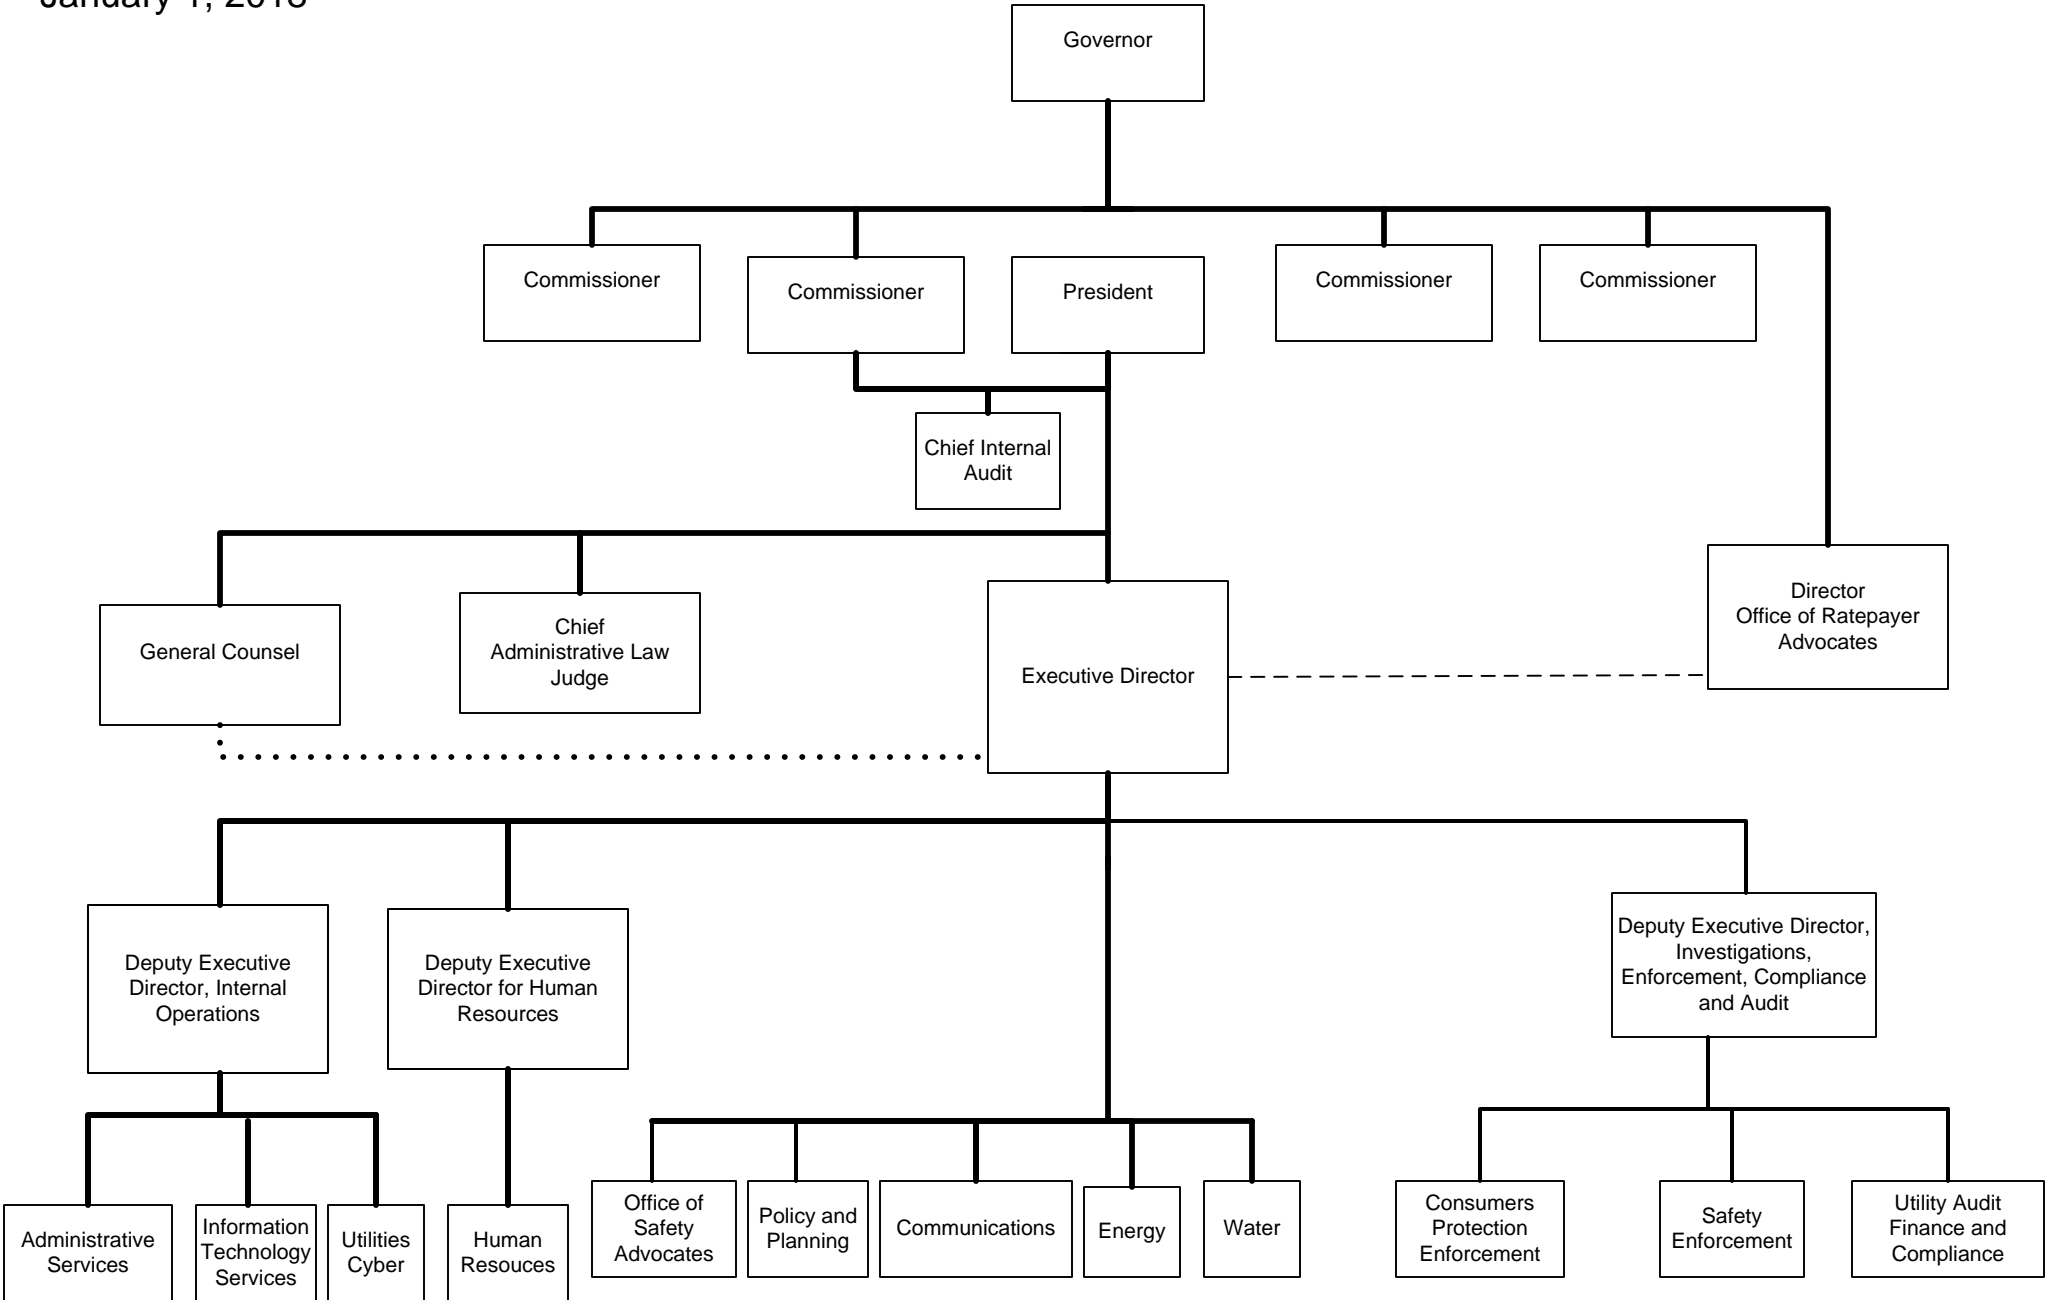 Governor
Commissioner
Commissioner
President
Commissioner
Commissioner
Chief Internal
Audit
General Counsel
Chief
Administrative Law
Judge
Executive Director
Director
Office of Ratepayer
Advocates
Deputy Executive
Director, Internal
Operations
Deputy Executive
Director for Human
Resources
Deputy Executive Director,
Investigations,
Enforcement, Compliance
and Audit
Administrative
Services
Information
Technology
Services
Utilities
Cyber
Human
Resouces
Office of
Safety
Advocates
Policy and
Planning
Communications
Energy
Water
Consumers
Protection
Enforcement
Safety
Enforcement
Utility Audit
Finance and
Compliance